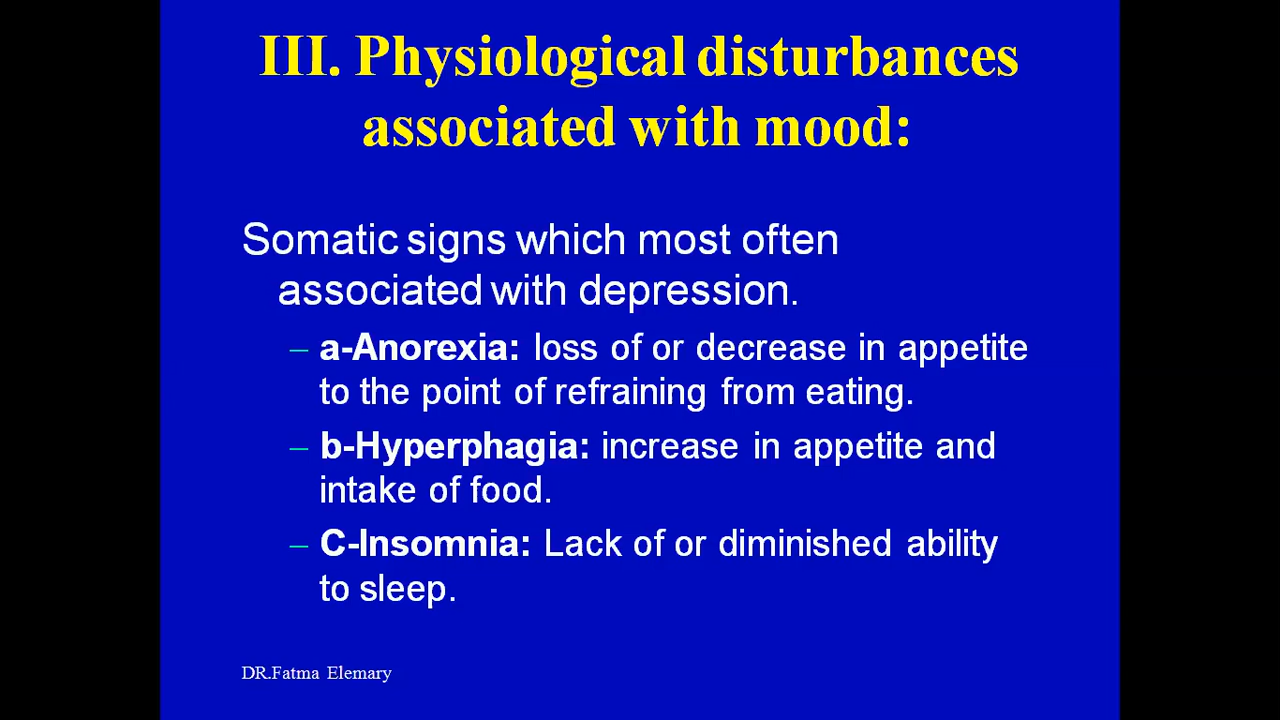 III. Physiological disturbances
associated with mood:
Somatic signs which most often
associated with depression.
– a-Anorexia: loss of or decrease in appetite
to the point of refraining from eating.
– b-Hyperphagia: increase in appetite and
intake of food.
– C-Insomnia: Lack of or diminished ability
to sleep.
DR.Fatma Elemary